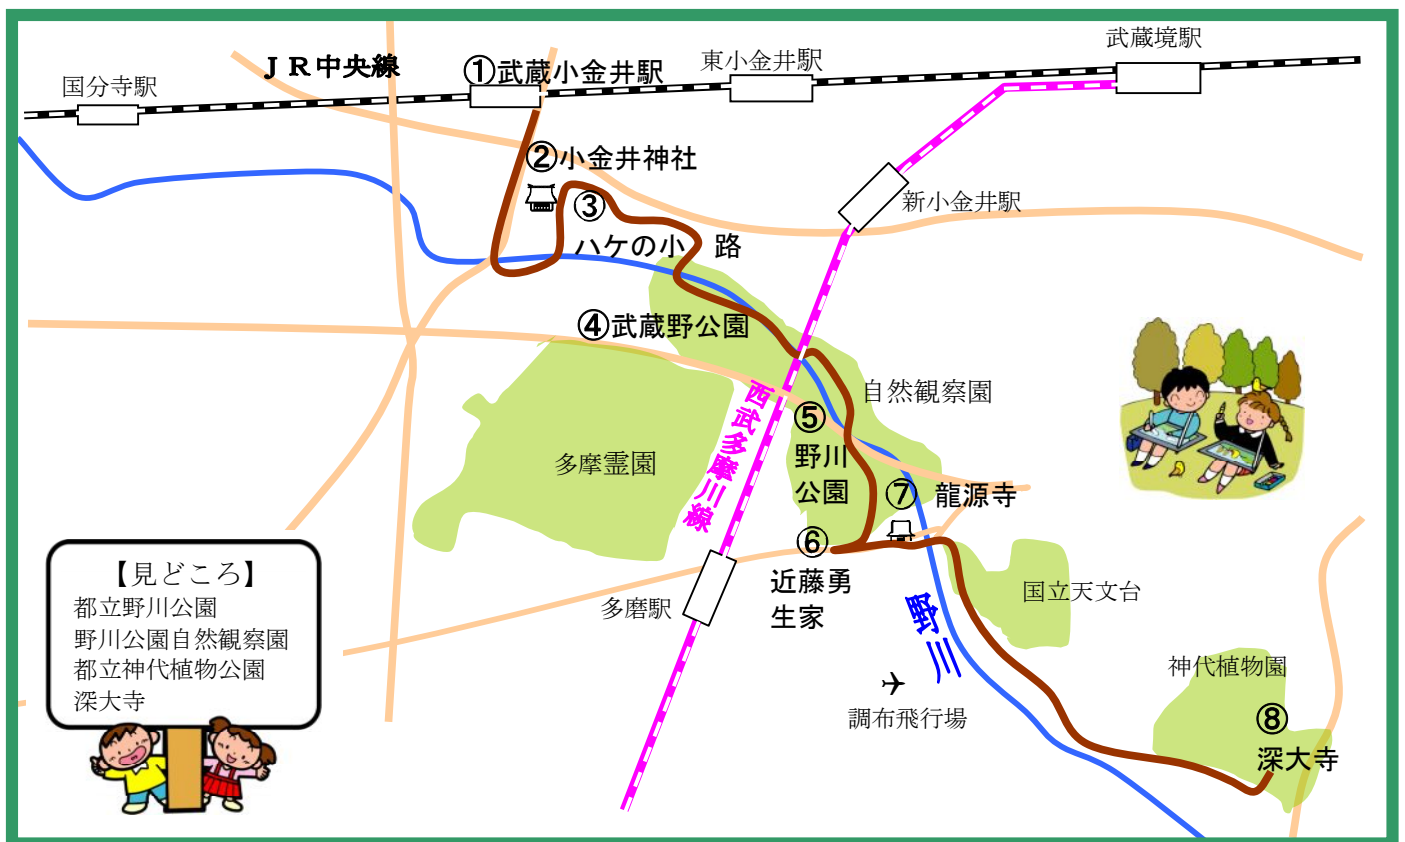 武蔵境駅
東小金井駅
ＪＲ中央線
①武蔵小金井駅
国分寺駅
②小金井神社
新小金井駅
③
ハケの小 路
④武蔵野公園
自然観察園
西武多摩川線
⑤
野川
公園
多摩霊園
⑦ 龍源寺
⑥
近藤勇
生家
国立天文台
多磨駅
野川
神代植物園
調布飛行場
⑧
深大寺
【見どころ】
都立野川公園
野川公園自然観察園
都立神代植物公園
深大寺